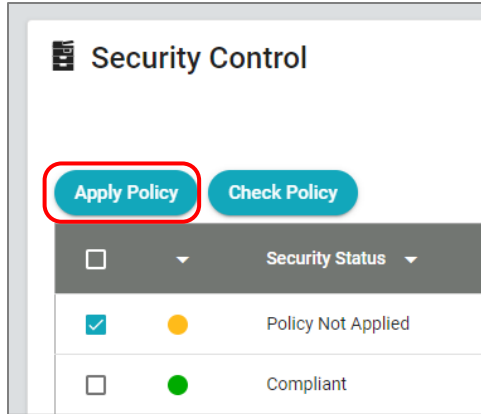 Security Control
Apply Policy Check Policy
Security Status
Policy Not Applied
Compliant